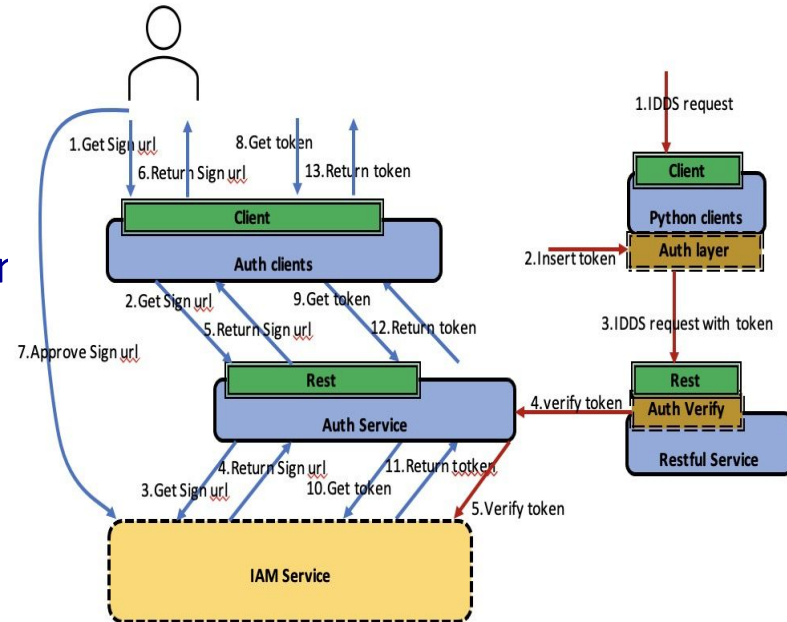 1.IDDS request
1.Get Sign url
8.Get token
6.Return Sign url
13.Return token
Client
Client
Python clients
Auth layer
Auth clients
r
2.Insert token
2.Get Sign url
9.Get token
5.Return Sign url
12.Return token
3.IDDS request with token
7.Approve Sign url
Rest
Rest
Auth Verify
4.verify token
Auth Service
Restful Service
4.Return Sign url
11.Return totken
3.Get Sign url
10.Get token
5.Verify token
IAM Service